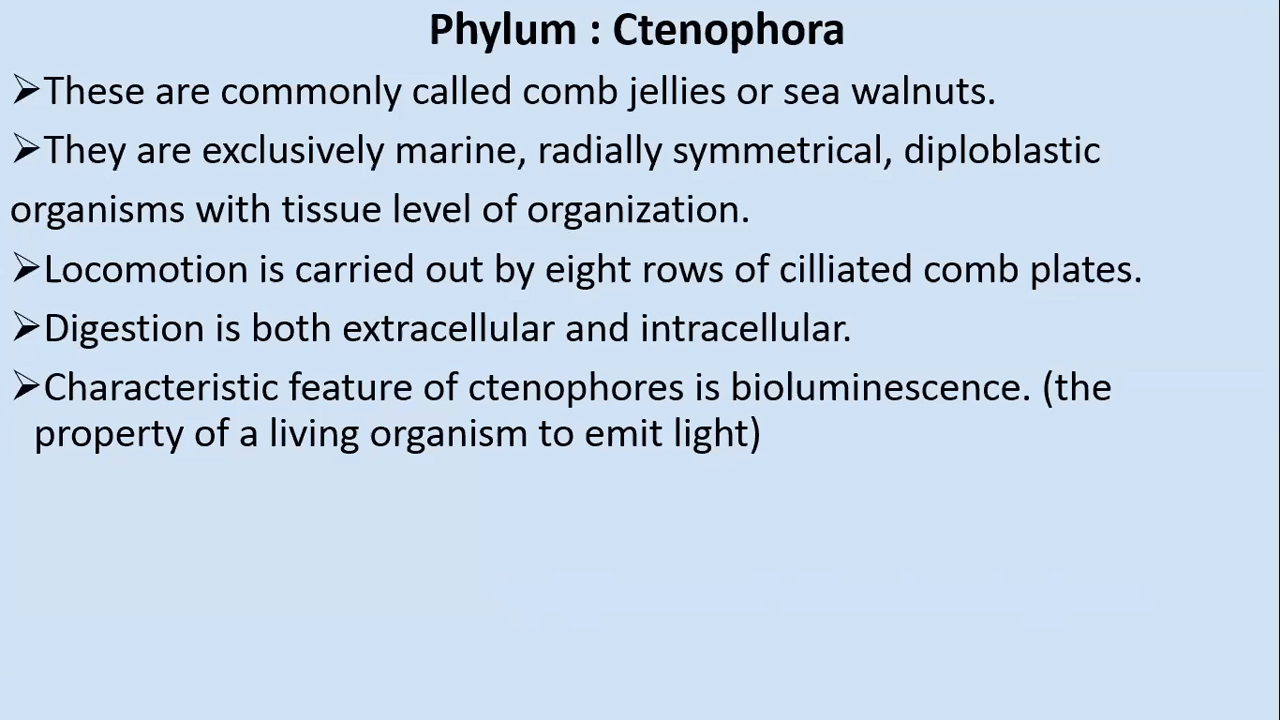 Phylum : Ctenophora
➢These are commonly called comb jellies or sea walnuts.
➢They are exclusively marine, radially symmetrical, diploblastic
organisms with tissue level of organization.
➢Locomotion is carried out by eight rows of cilliated comb plates.
➢Digestion is both extracellular and intracellular.
➢Characteristic feature of ctenophores is bioluminescence. (the
property of a living organism to emit light)